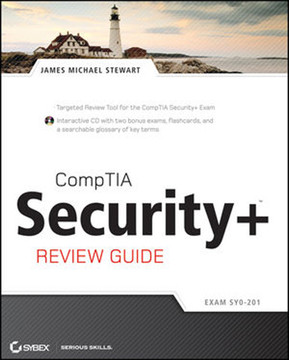 JAMES MICHAEL STEWART
Targeted Review Tool for the CompTIA Security+ Exam
Interactive CD with two bonus exams, flashcards, and
a searchable glossary of key terms
CompTIA
Security+™
REVIEW GUIDE
EXAM SY0-201
SYBEX
SERIOUS SKILLS.